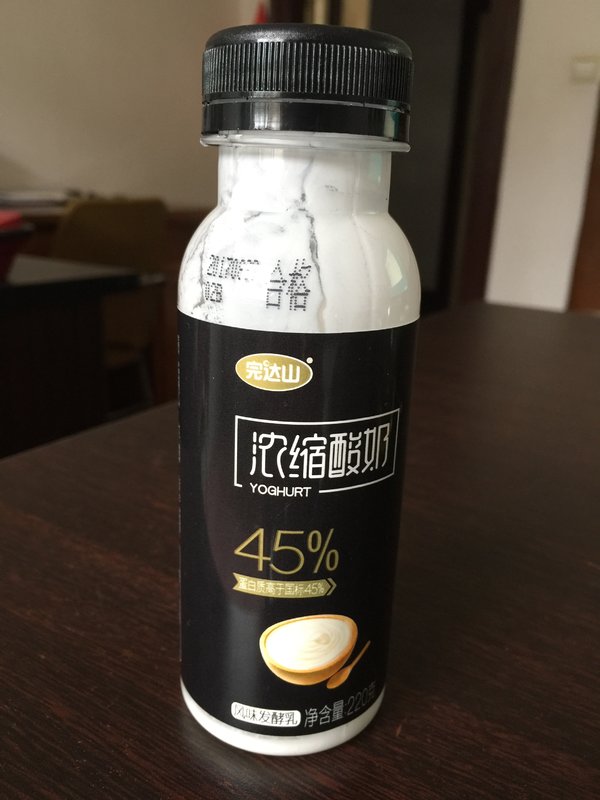 合格
028
完达山
浓缩酸奶
YOGHURT
45%
蛋白质高于国标45%
风味发酵乳 净含量:220克